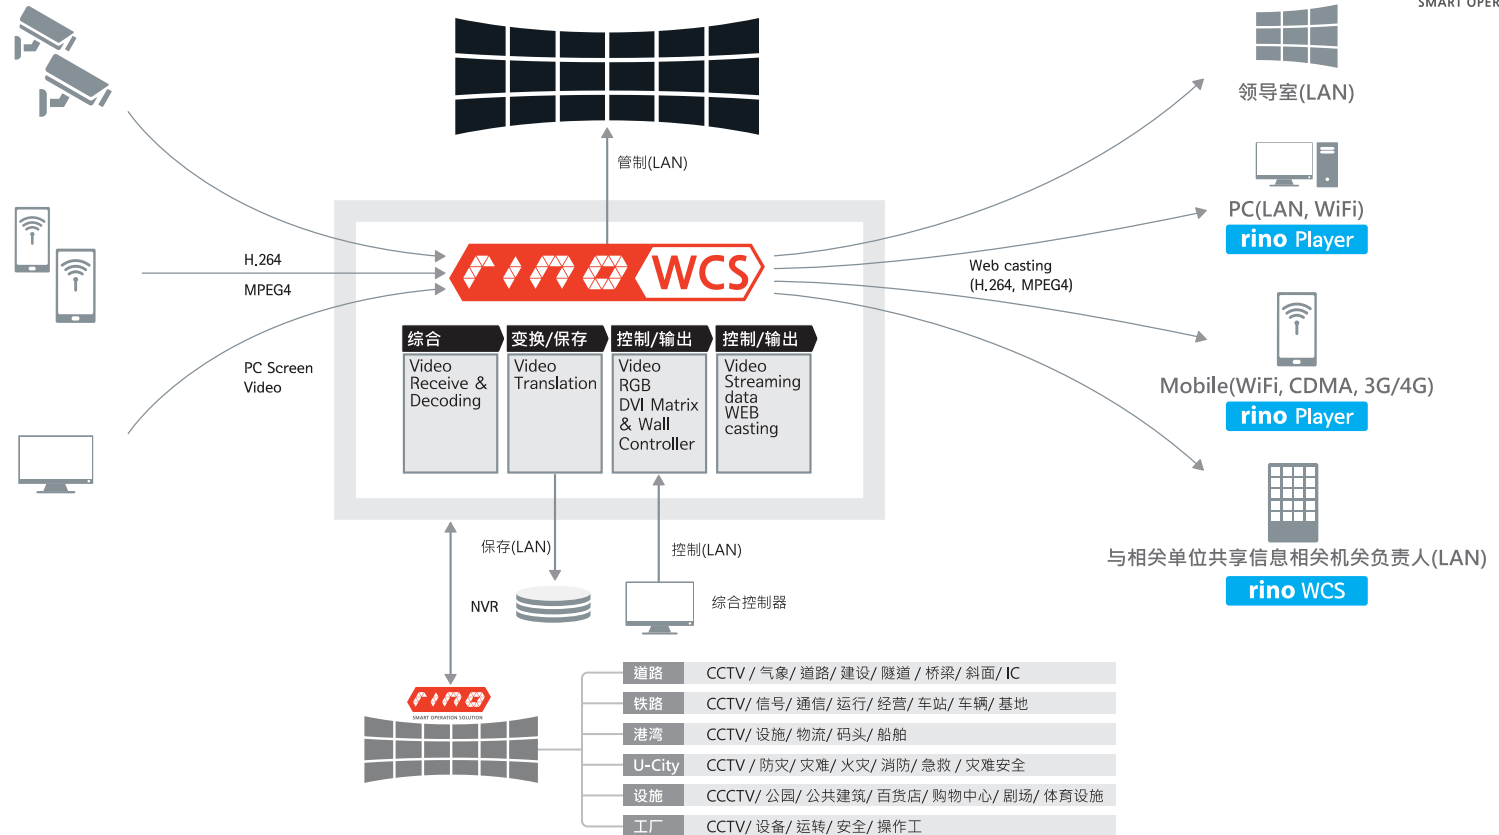 SMART OPER
领导室(LAN)
管制(LAN)
PC(LAN, WiFi)
rino Player
H.264
MPEG4
rino WCS
Web casting
(H.264, MPEG4)
PC Screen
Video
综合
Video
Receive &
Decoding
变换/保存
Video
Translation
控制/输出
Video
RGB
DVI Matrix
& Wall
Controller
控制/输出
Video
Streaming
data
WEB
casting
Mobile(WiFi, CDMA, 3G/4G)
rino Player
保存(LAN)
控制(LAN)
与相关单位共享信息相关机关负责人(LAN)
rino WCS
NVR
综合控制器
rino
SMART OPERATION SOLUTION
道路 CCTV / 气象/ 道路/ 建设/ 隧道 / 桥梁/ 斜面/ IC
铁路 CCTV/ 信号/ 通信/ 运行/ 经营/ 车站/ 车辆/ 基地
港湾 CCTV/ 设施/ 物流/ 码头/ 船舶
U-City CCTV / 防灾/ 灾难/ 火灾/ 消防/ 急救 / 灾难安全
设施 CCCTV/ 公园/ 公共建筑/ 百货店/ 购物中心/ 剧场/ 体育设施
工厂 CCTV/ 设备/ 运转/ 安全/ 操作工